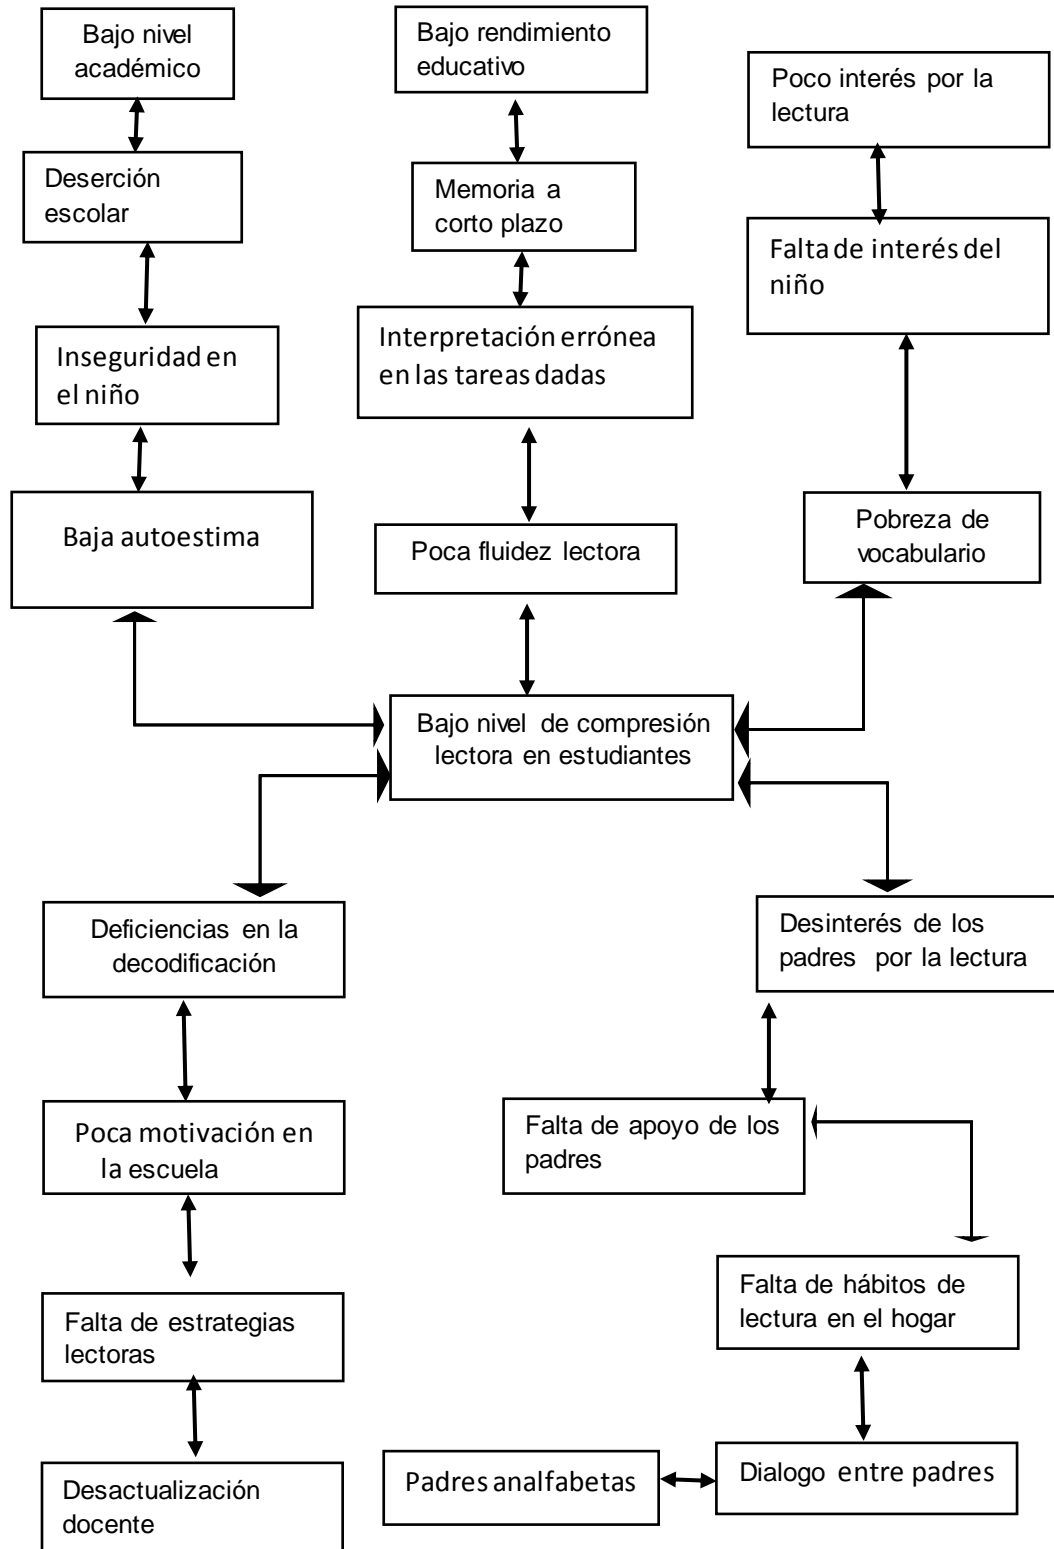 Bajo nivel
académico
Bajo rendimiento
educativo
Poco interés por la
lectura
Deserción
escolar
Memoria a
corto plazo
Falta de interés del
niño
Inseguridad en
el niño
Interpretación errónea
en las tareas dadas
Baja autoestima
Poca fluidez lectora
Pobreza de
vocabulario
Bajo nivel de compresión
lectora en estudiantes
Deficiencias en la
decodificación
Desinterés de los
padres por la lectura
Poca motivación en
la escuela
Falta de apoyo de los
padres
Falta de estrategias
lectoras
Falta de hábitos de
lectura en el hogar
Desactualización
docente
Padres analfabetas
Dialogo entre padres